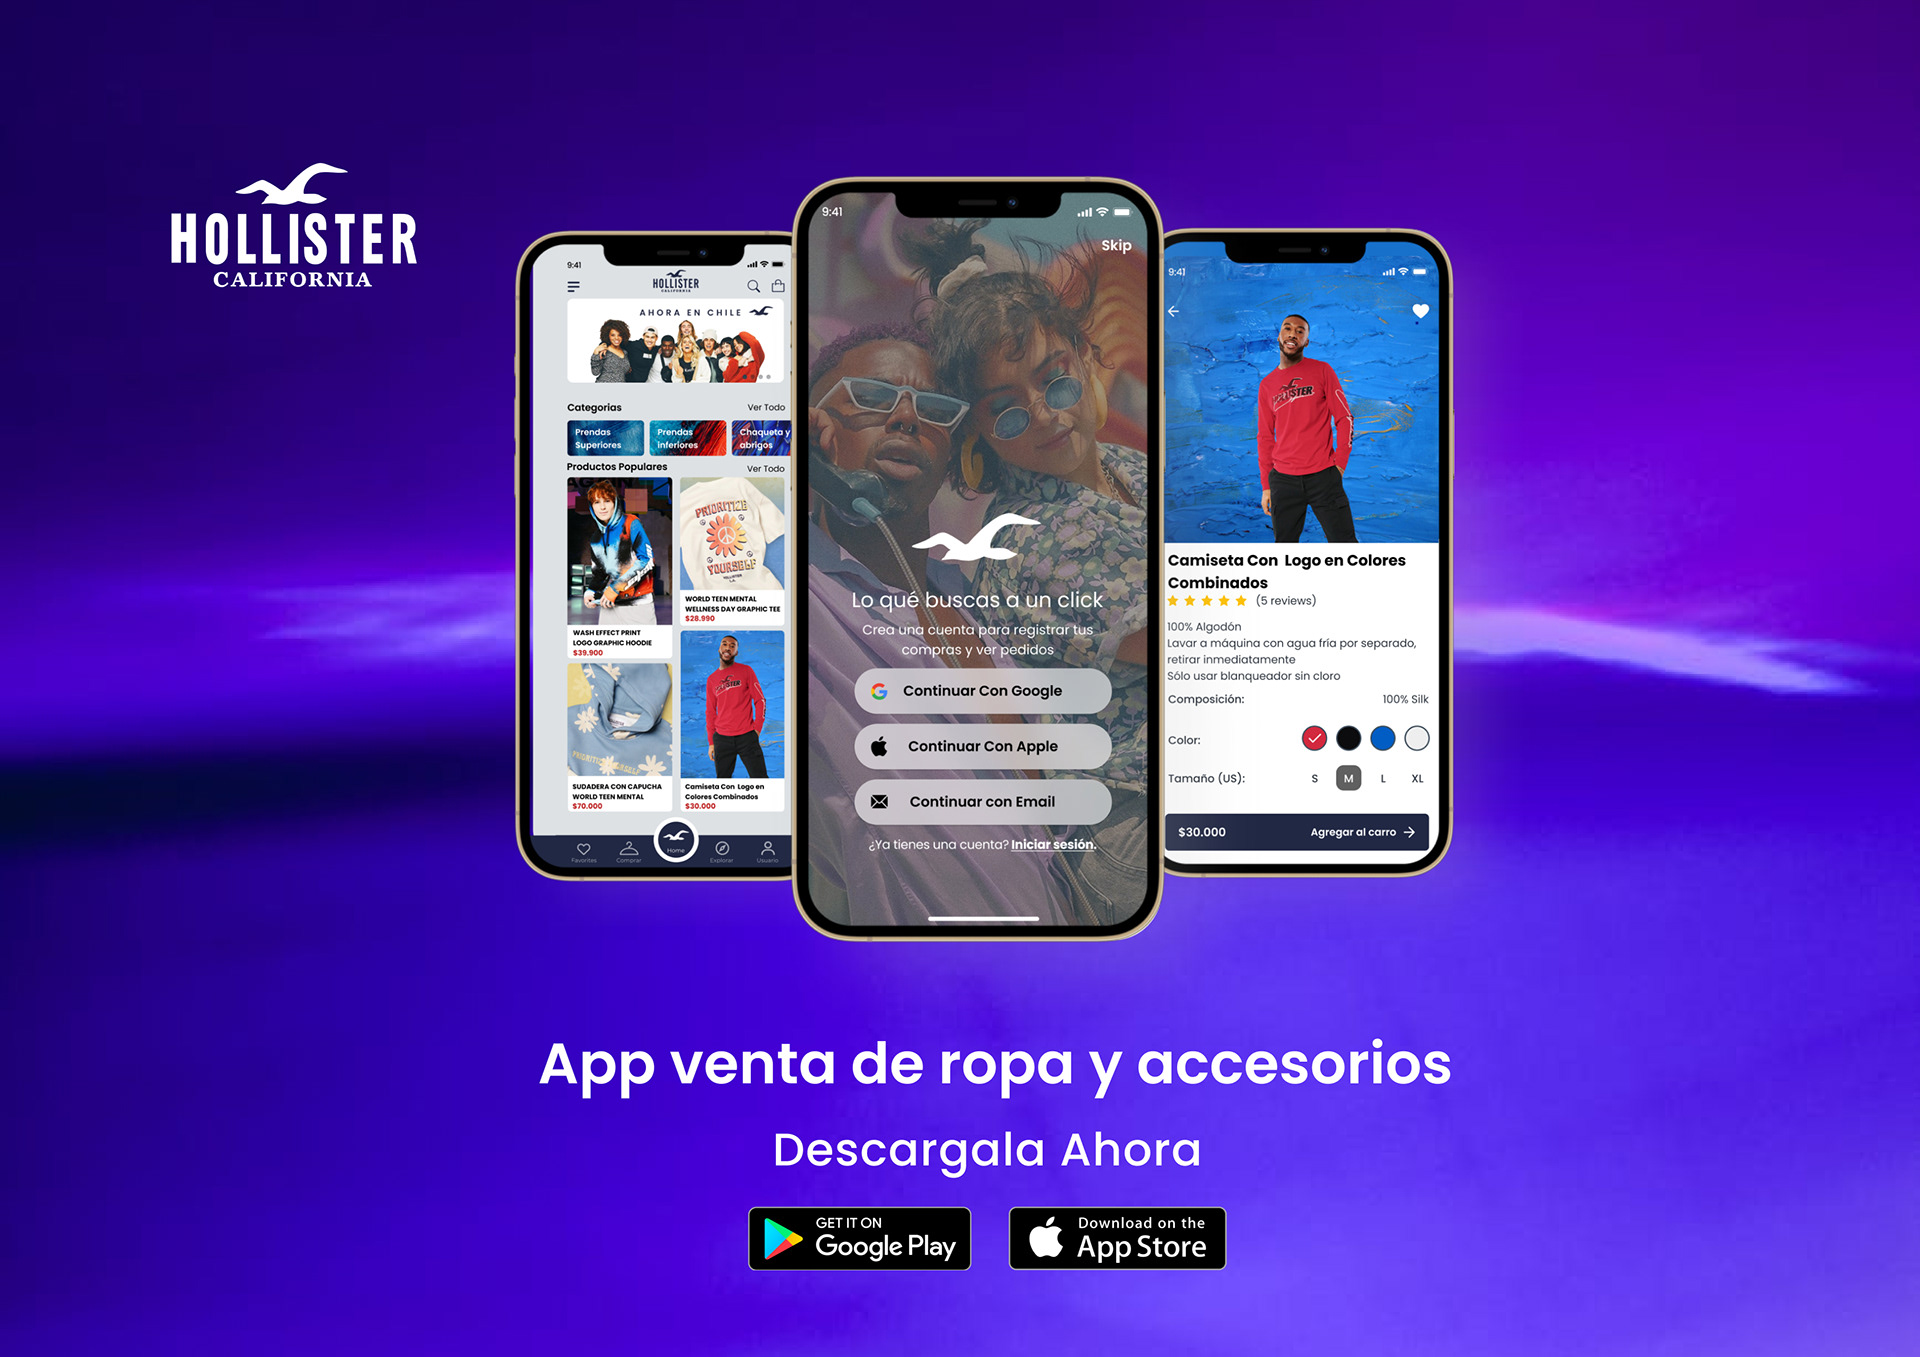 HOLLISTER
CALIFORNIA
9:41
HOLLISTER
CALIFORNIA
AHORA EN CHILE
Categorias
Ver Todo
Prendas
Superiores
Prendas
inferiores
Chaqueta y
abrigos
Productos Populares
Ver Todo
WASH EFFECT PRINT
LOGO GRAPHIC HOODIE
$39.900
PRIORITIZE
YOURSELF
HOLLISTER
WORLD TEEN MENTAL
WELLNESS DAY GRAPHIC TEE
$28.990
SUDADERA CON CAPUCHA
WORLD TEEN MENTAL
$70.000
Camiseta Con Logo en
Colores Combinados
$30.000
Favorites
Comprar
Home
Explorar
Usuario
9:41
Skip
Lo qué buscas a un click
Crea una cuenta para registrar tus
compras y ver pedidos
Continuar Con Google
Continuar Con Apple
Continuar con Email
¿Ya tienes una cuenta? Iniciar sesión.
9:41
HOLLISTER
Camiseta Con Logo en Colores
Combinados
(5 reviews)
100% Algodón
Lavar a máquina con agua fría por separado,
retirar inmediatamente
Sólo usar blanqueador sin cloro
Composición: 100% Silk
Color:
Tamaño (US): S M L XL
$30.000 Agregar al carro
App venta de ropa y accesorios
Descargala Ahora
GET IT ON
Google Play
Download on the
App Store